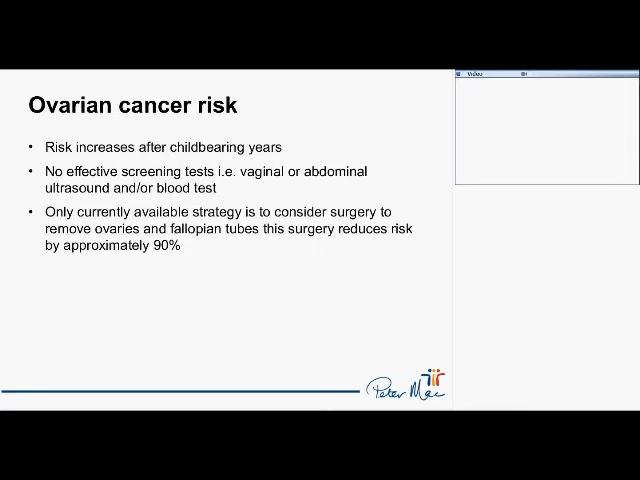 Video
Ovarian cancer risk
• Risk increases after childbearing years
• No effective screening tests i.e. vaginal or abdominal
ultrasound and/or blood test
• Only currently available strategy is to consider surgery to
remove ovaries and fallopian tubes this surgery reduces risk
by approximately 90%
Peter Mac